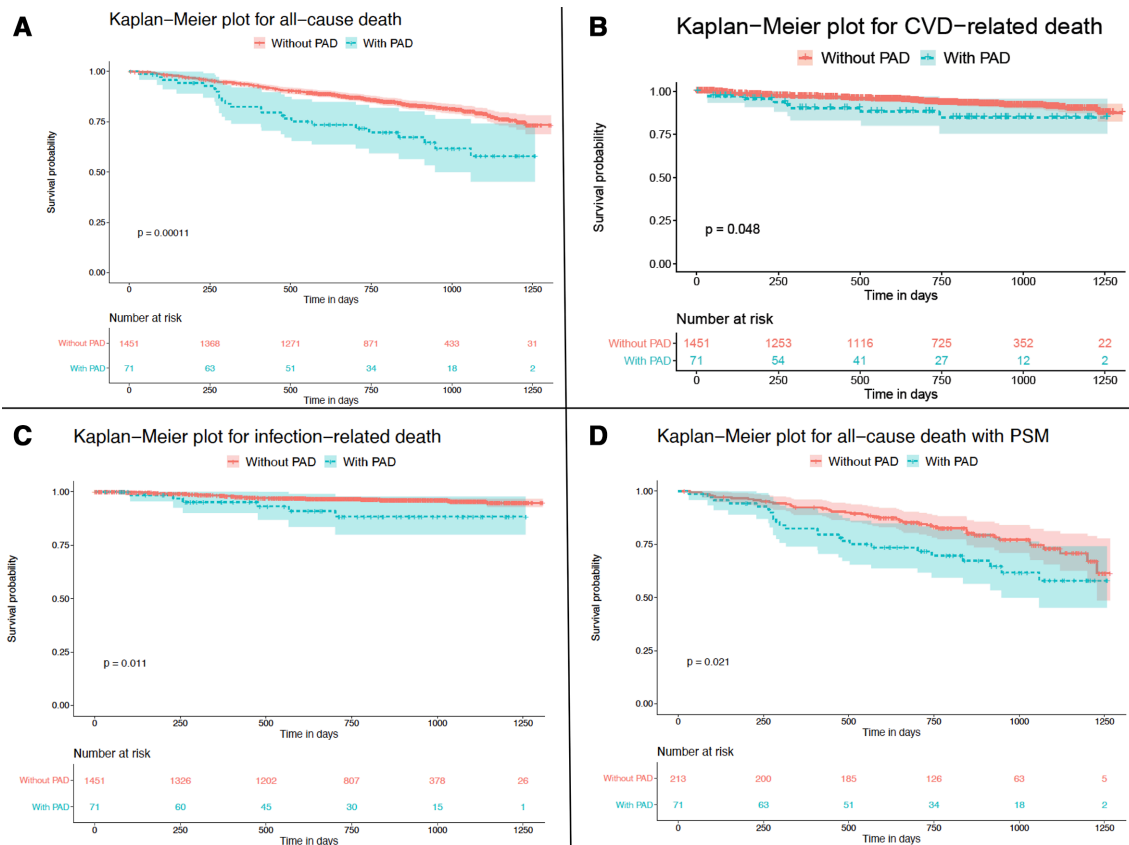 A
Kaplan−Meier plot for all-cause death
Without PAD With PAD
1.00
0.75
0.50
0.25
0.00
Survival probability
p = 0.00011
0 250 500 750 1000 1250
Time in days
Number at risk
Without PAD 1451 1368 1271 871 433 31
With PAD 71 63 51 34 18 2
0 250 500 750 1000 1250
Time in days
B
Kaplan−Meier plot for CVD−related death
Without PAD With PAD
1.00
0.75
0.50
0.25
0.00
Survival probability
p = 0.048
0 250 500 750 1000 1250
Time in days
Number at risk
Without PAD 1451 1253 1116 725 352 22
With PAD 71 54 41 27 12 2
0 250 500 750 1000 1250
Time in days
C
Kaplan−Meier plot for infection−related death
Without PAD With PAD
1.00
0.75
0.50
0.25
0.00
Survival probability
p = 0.011
0 250 500 750 1000 1250
Time in days
Number at risk
Without PAD 1451 1326 1202 807 378 26
With PAD 71 60 45 30 15 1
0 250 500 750 1000 1250
Time in days
D
Kaplan−Meier plot for all−cause death with PSM
Without PAD With PAD
1.00
0.75
0.50
0.25
0.00
Survival probability
p = 0.021
0 250 500 750 1000 1250
Time in days
Number at risk
Without PAD 213 200 185 126 63 5
With PAD 71 63 51 34 18 2
0 250 500 750 1000 1250
Time in days